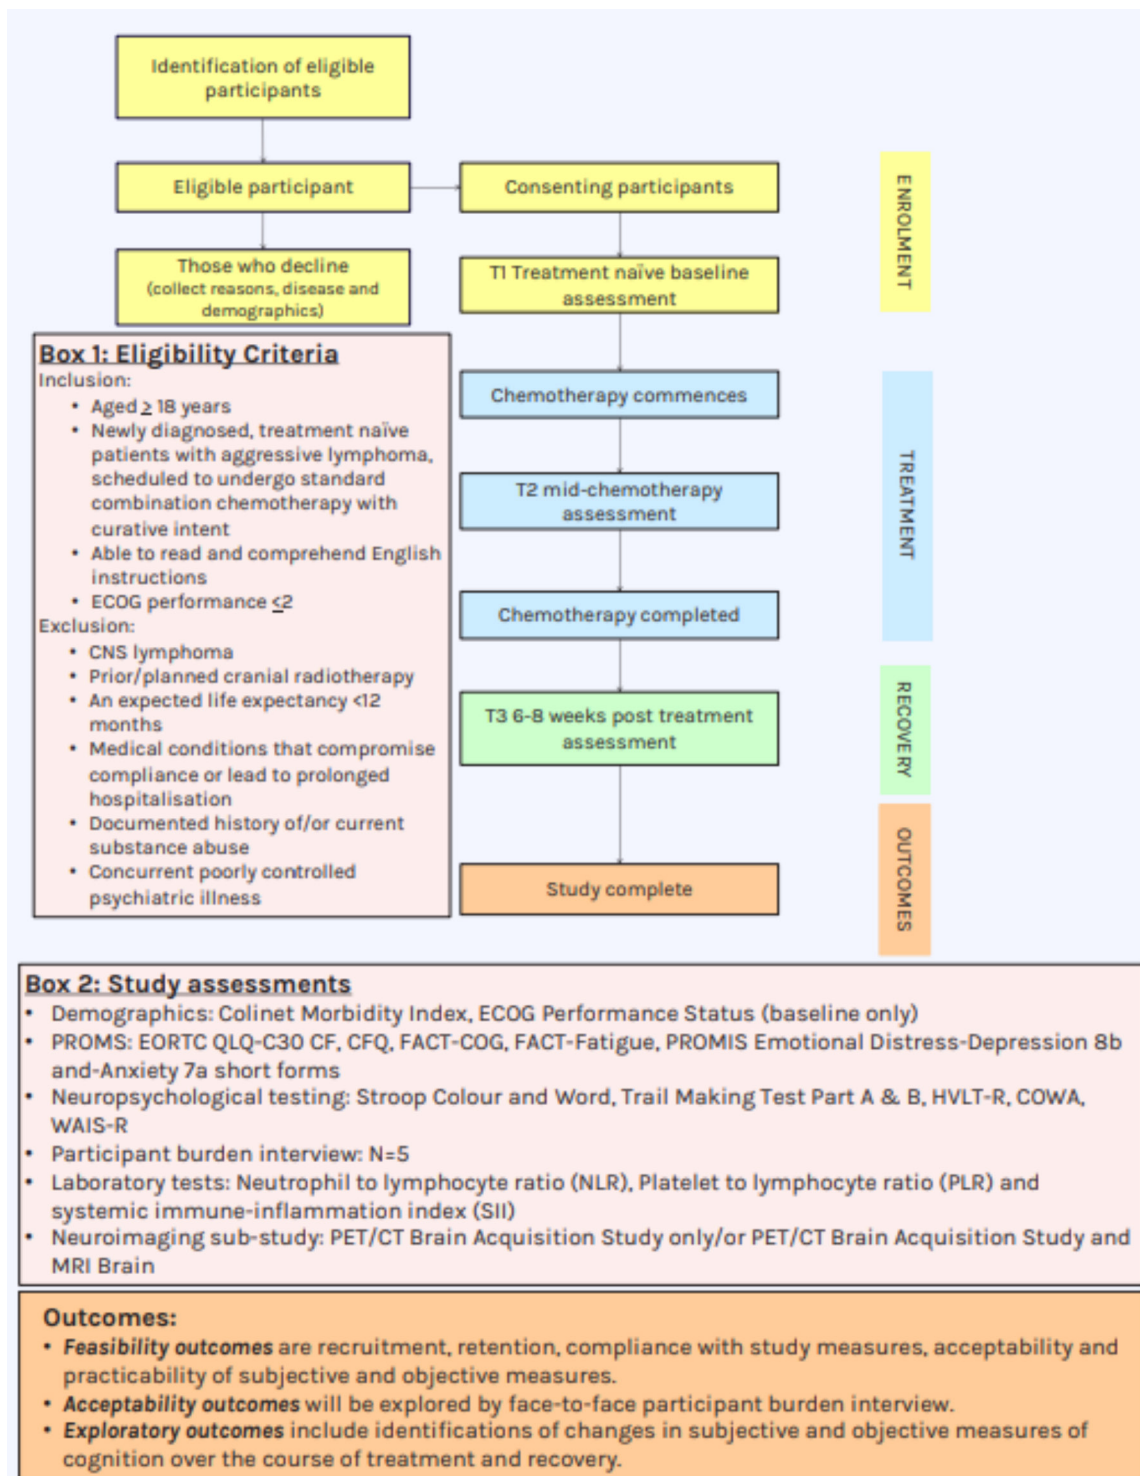 Identification of eligible
participants
Eligible participant
Consenting participants
Those who decline
(collect reasons, disease and
demographics)
T1 Treatment naïve baseline
assessment
ENROLMENT
Box 1: Eligibility Criteria
Inclusion:
• Aged ≥ 18 years
• Newly diagnosed, treatment naïve
patients with aggressive lymphoma,
scheduled to undergo standard
combination chemotherapy with
curative intent
• Able to read and comprehend English
instructions
• ECOG performance ≤2
Exclusion:
• CNS lymphoma
• Prior/planned cranial radiotherapy
• An expected life expectancy <12
months
• Medical conditions that compromise
compliance or lead to prolonged
hospitalisation
• Documented history of/or current
substance abuse
• Concurrent poorly controlled
psychiatric illness
Chemotherapy commences
T2 mid-chemotherapy
assessment
Chemotherapy completed
TREATMENT
T3 6-8 weeks post treatment
assessment
RECOVERY
Study complete
OUTCOMES
Box 2: Study assessments
• Demographics: Colinet Morbidity Index, ECOG Performance Status (baseline only)
• PROMS: EORTC QLQ-C30 CF, CFQ, FACT-COG, FACT-Fatigue, PROMIS Emotional Distress-Depression 8b
and-Anxiety 7a short forms
• Neuropsychological testing: Stroop Colour and Word, Trail Making Test Part A & B, HVLT-R, COWA,
WAIS-R
• Participant burden interview: N=5
• Laboratory tests: Neutrophil to lymphocyte ratio (NLR), Platelet to lymphocyte ratio (PLR) and
systemic immune-inflammation index (SII)
• Neuroimaging sub-study: PET/CT Brain Acquisition Study only/or PET/CT Brain Acquisition Study and
MRI Brain
Outcomes:
• Feasibility outcomes are recruitment, retention, compliance with study measures, acceptability and
practicability of subjective and objective measures.
• Acceptability outcomes will be explored by face-to-face participant burden interview.
• Exploratory outcomes include identifications of changes in subjective and objective measures of
cognition over the course of treatment and recovery.